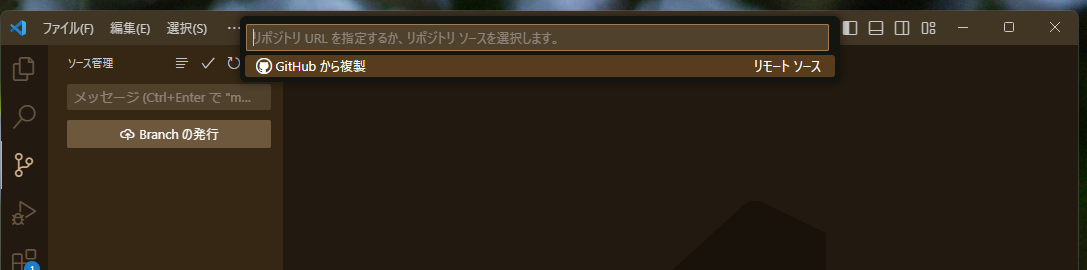 ファイル(F) 編集(E) 選択(S) ···
リポジトリ URL を指定するか、リポジトリ ソースを選択します。
GitHub から複製 リモート ソース
ソース管理
メッセージ (Ctrl+Enter で "m...
Branch の発行
1